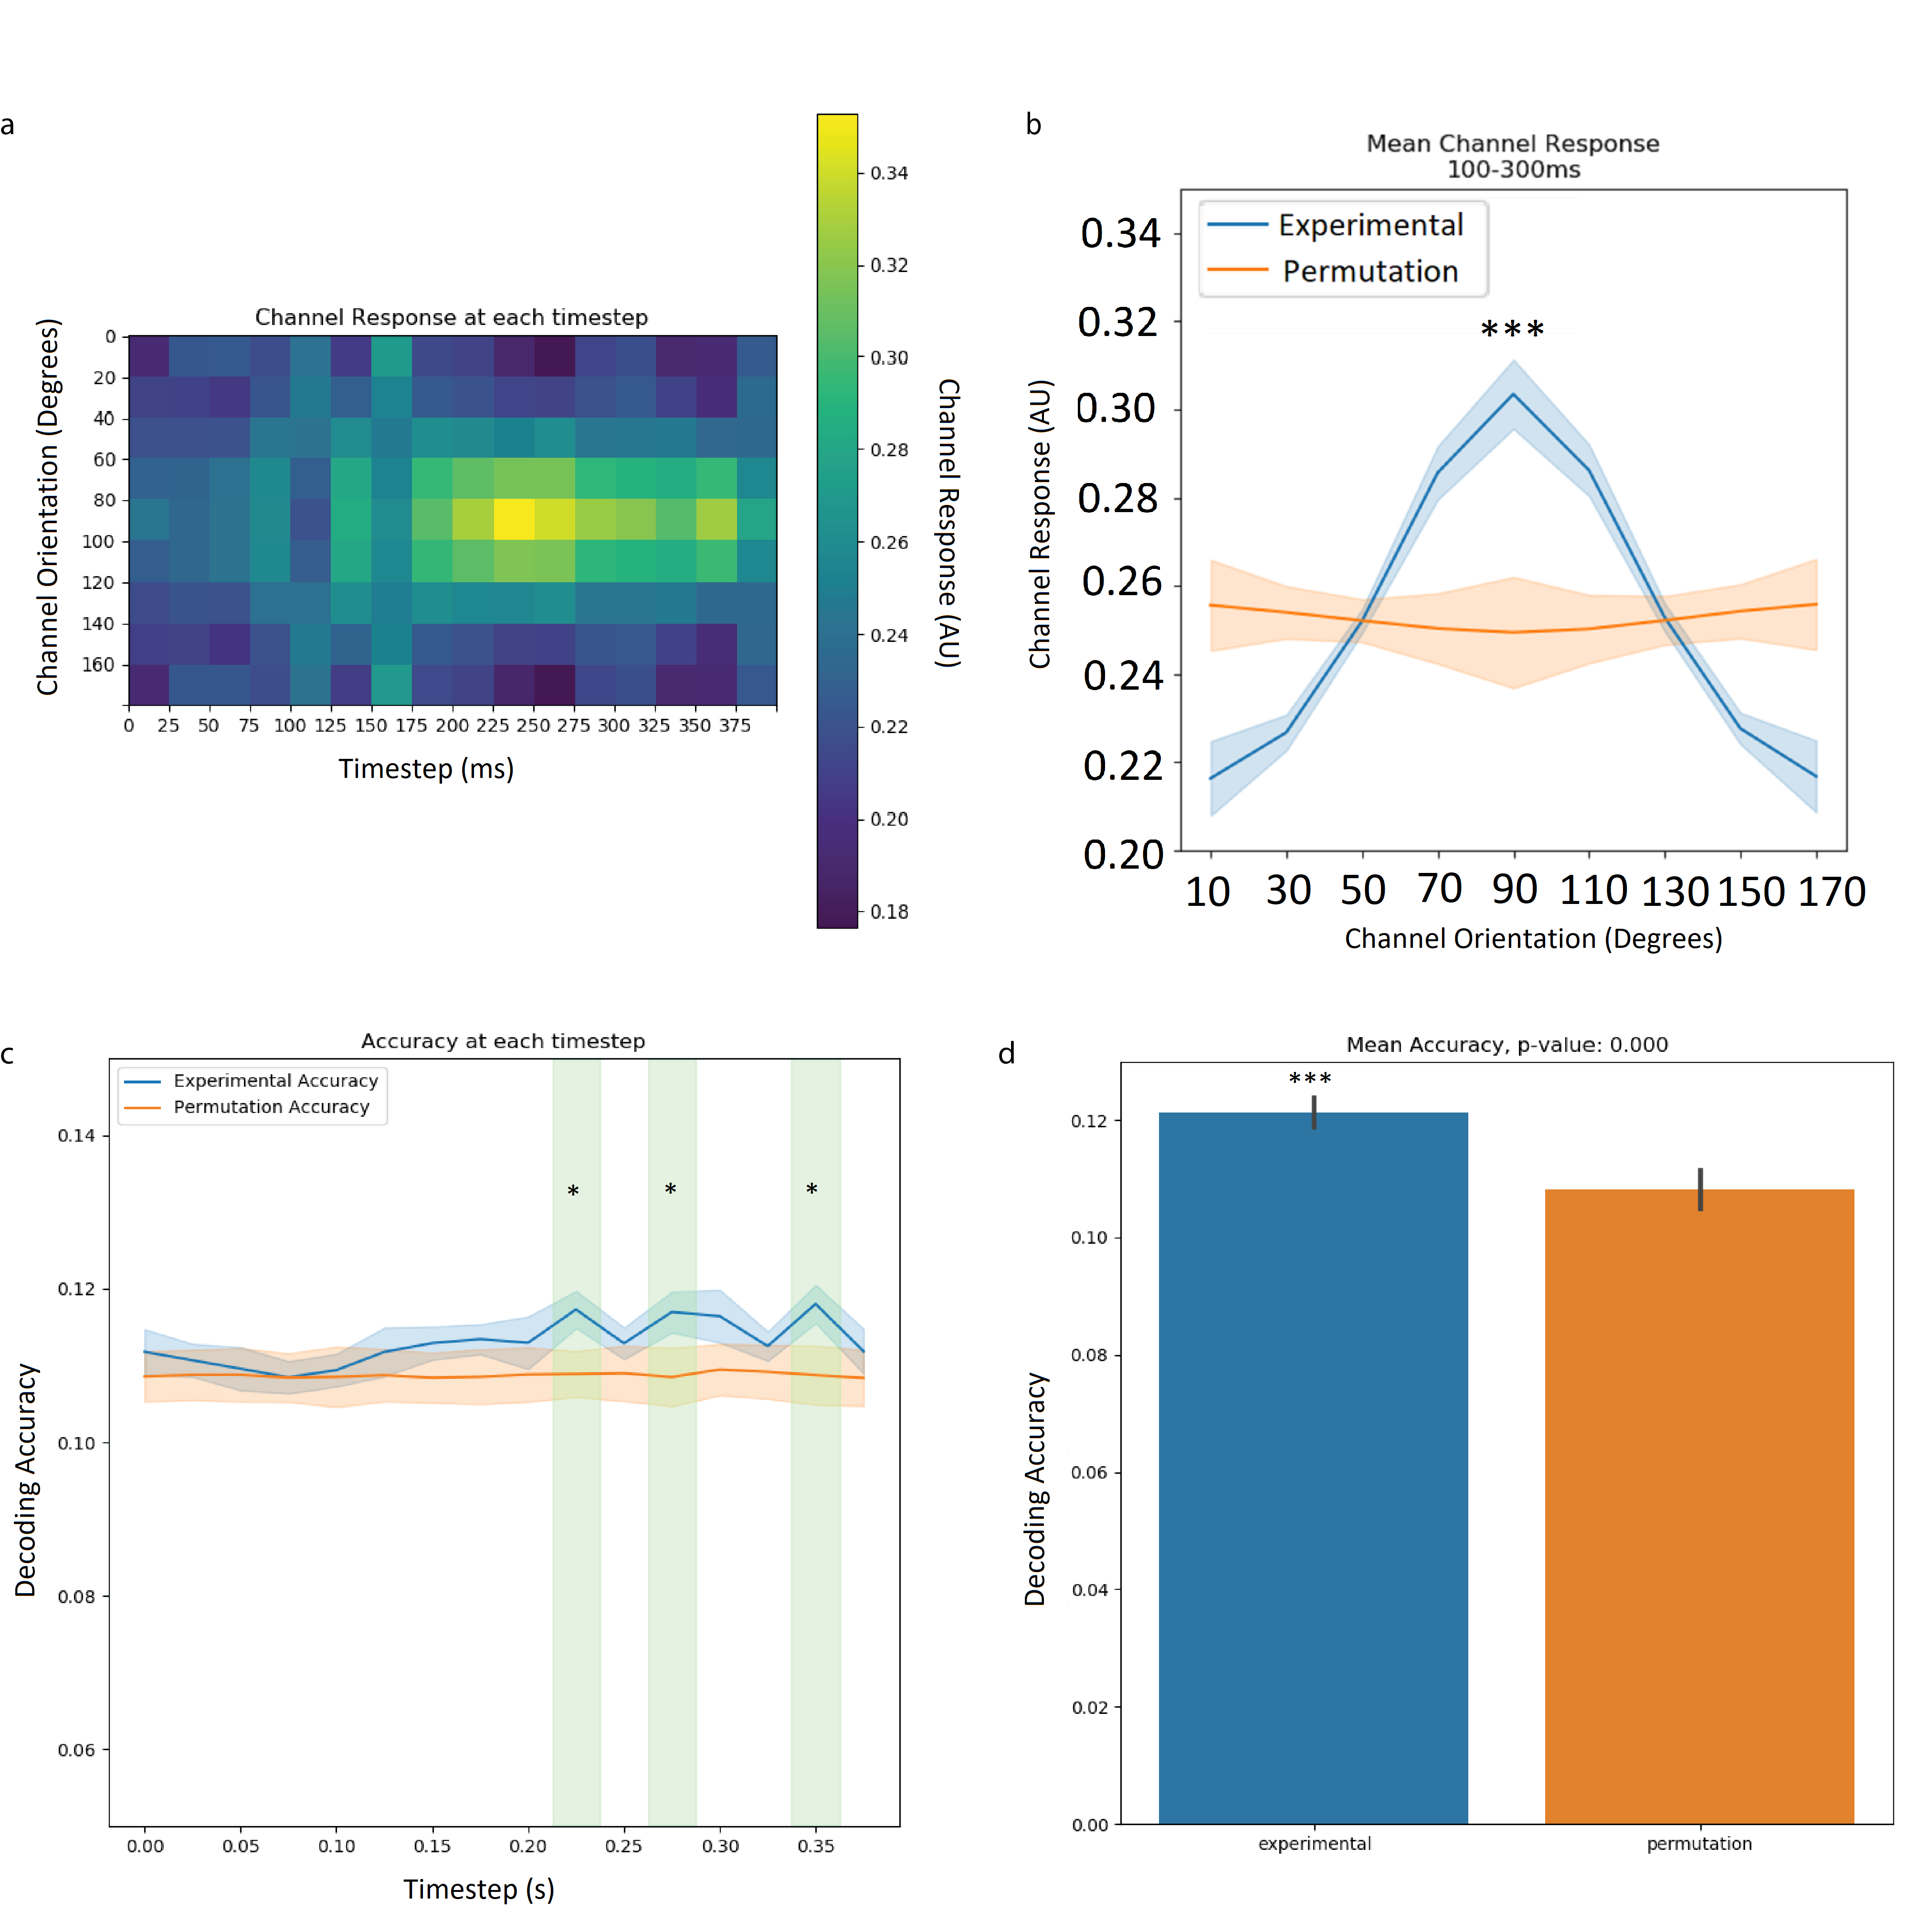 a
Channel Response at each timestep
Channel Orientation (Degrees)
0
20
40
60
80
100
120
140
160
0 25 50 75 100 125 150 175 200 225 250 275 300 325 350 375
Timestep (ms)
0.34
0.32
0.30
0.28
0.26
0.24
0.22
0.20
0.18
Channel Response (AU)
b
Mean Channel Response
100-300ms
Experimental
Permutation
***
Channel Response (AU)
0.34
0.32
0.30
0.28
0.26
0.24
0.22
0.20
10 30 50 70 90 110 130 150 170
Channel Orientation (Degrees)
c
Accuracy at each timestep
Experimental Accuracy
Permutation Accuracy
* * *
Decoding Accuracy
0.14
0.12
0.10
0.08
0.06
0.00 0.05 0.10 0.15 0.20 0.25 0.30 0.35
Timestep (s)
d
Mean Accuracy, p-value: 0.000
***
Decoding Accuracy
0.12
0.10
0.08
0.06
0.04
0.02
0.00
experimental permutation